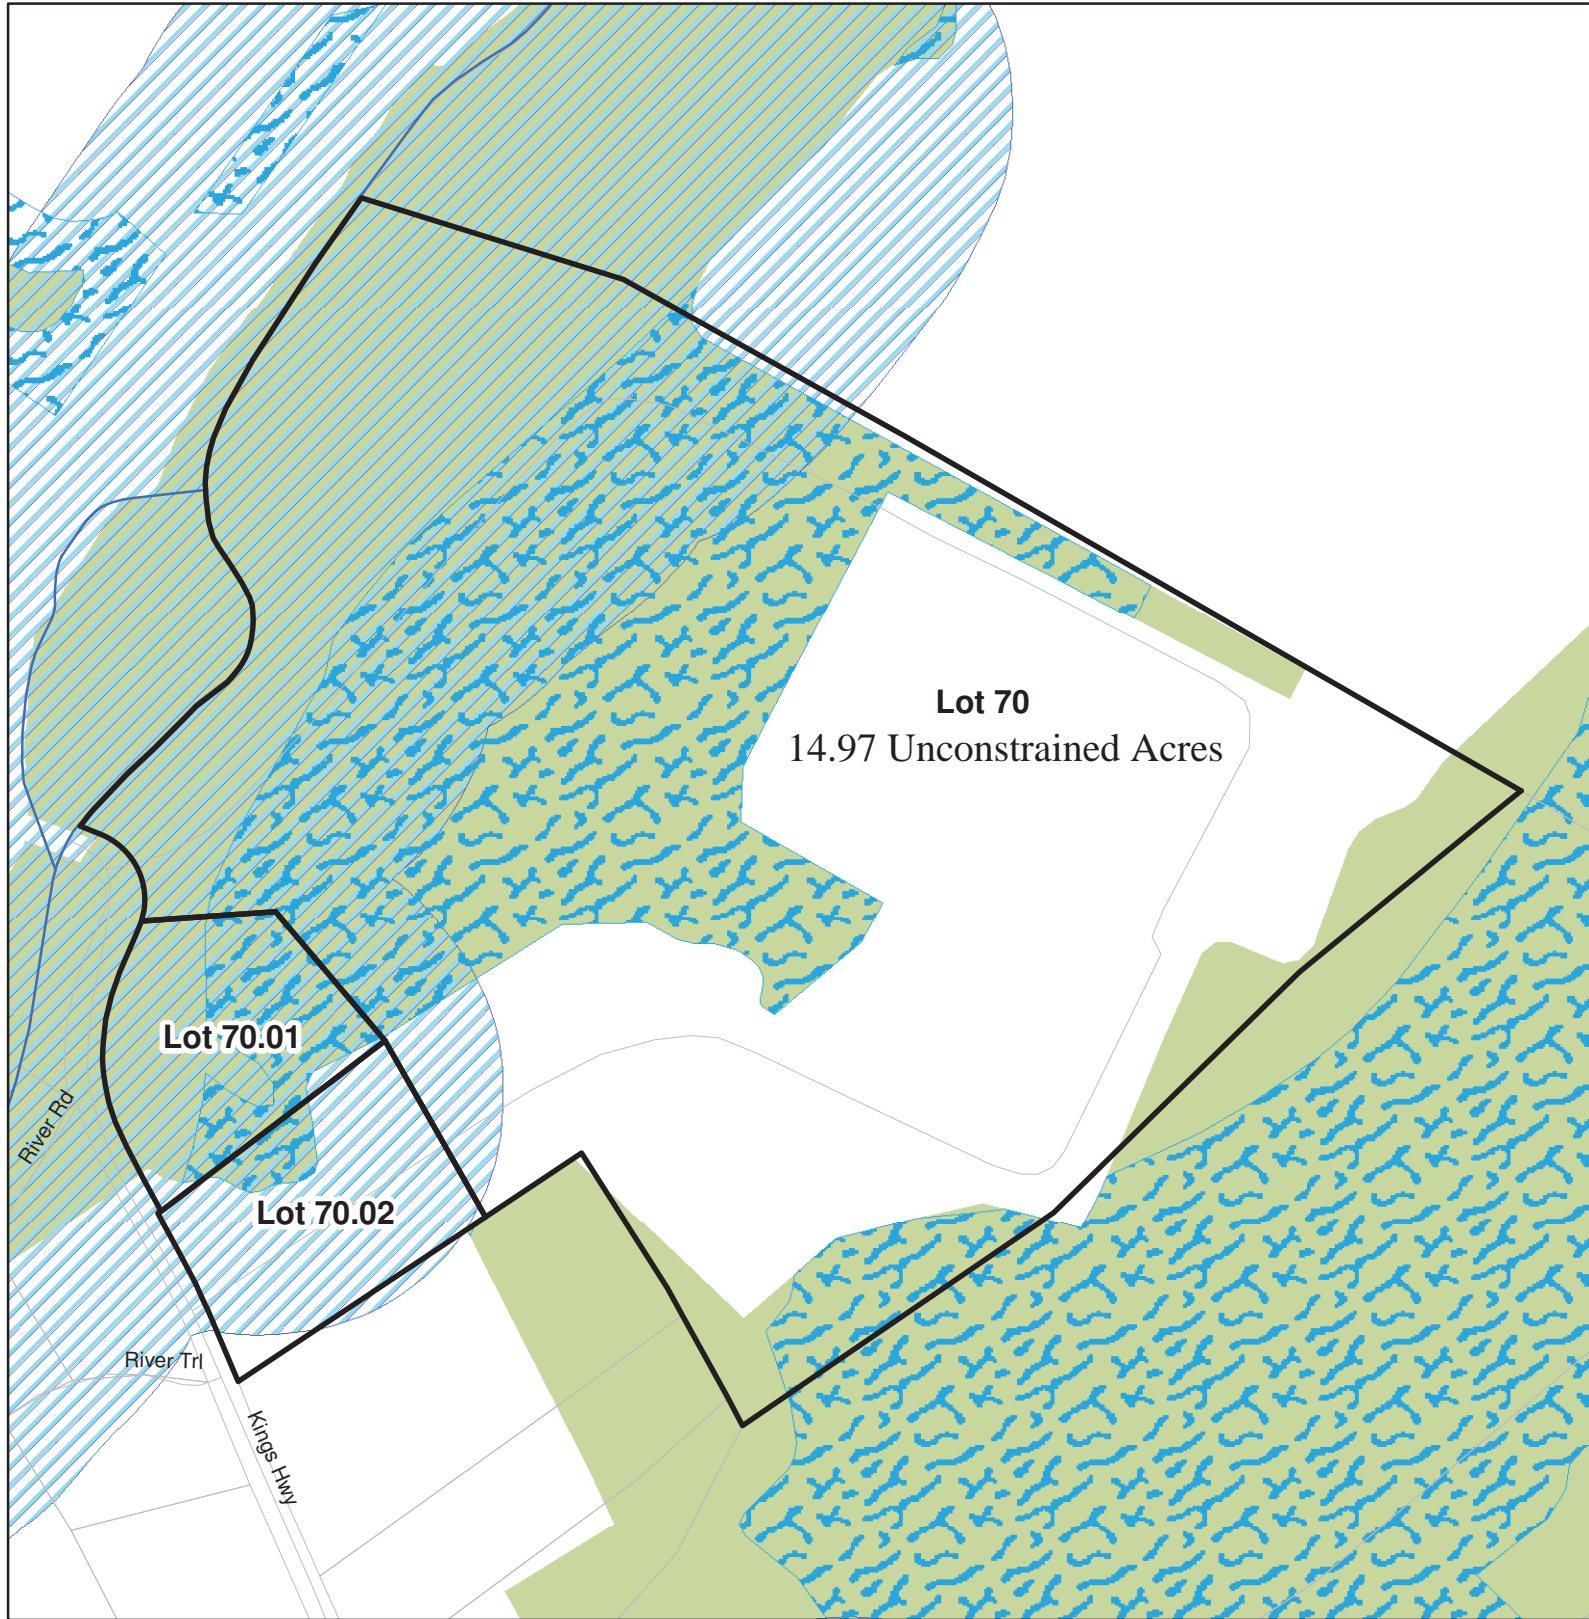 Lot 70
14.97 Unconstrained Acres
Lot 70.01
River Rd
Lot 70.02
River Trl
Kings Hwy